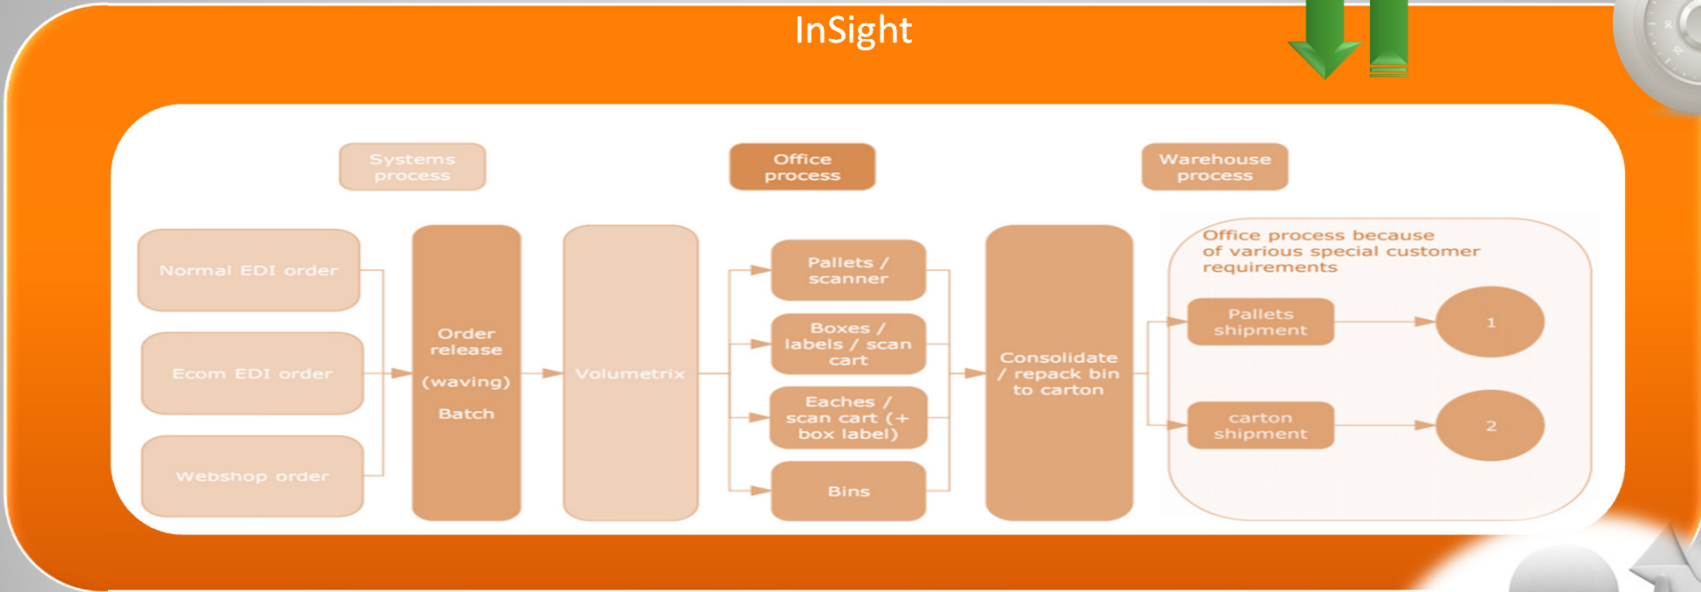 InSight
Systems
process
Office
process
Warehouse
process
Normal EDI order
Ecom EDI order
Webshop order
Order
release
(waving)
Batch
Volumetrix
Pallets /
scanner
Boxes /
labels / scan
cart
Eaches /
scan cart (+
box label)
Bins
Consolidate
/ repack bin
to carton
Office process because
of various special customer
requirements
Pallets
shipment
1
carton
shipment
2
50
25